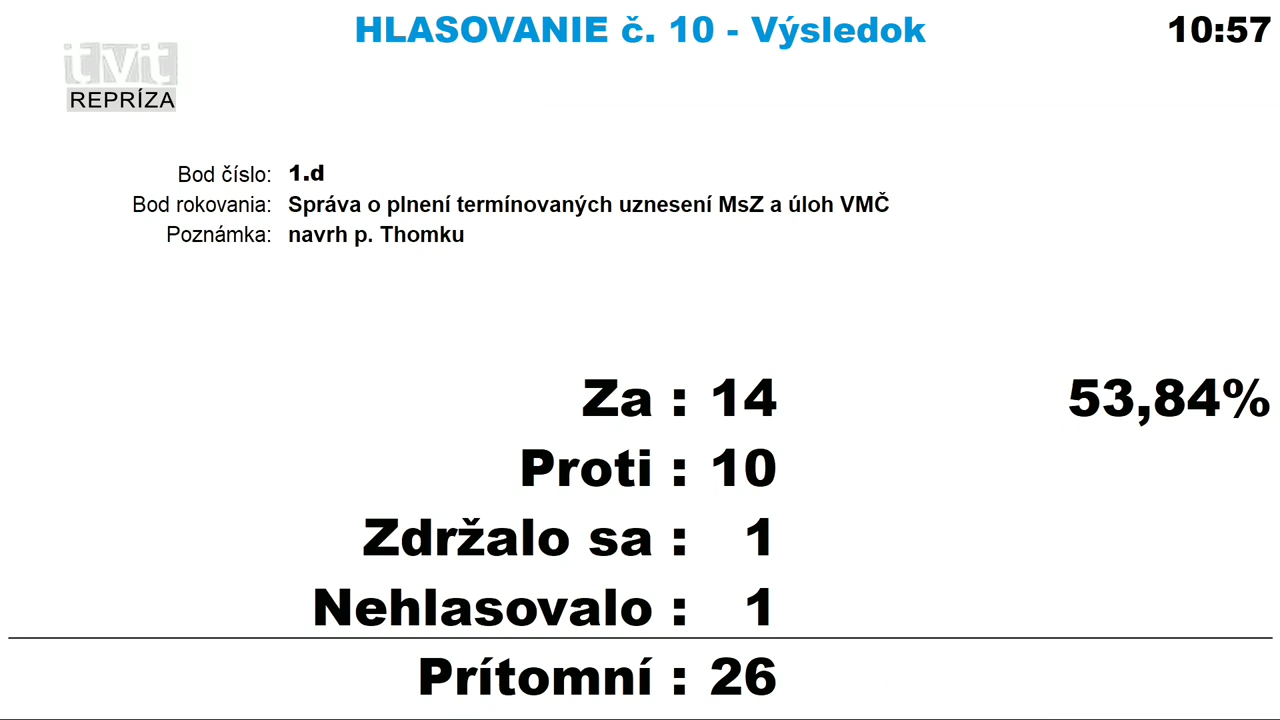 HLASOVANIE č. 10 - Výsledok
10:57
tvit
REPRÍZA
Bod číslo: 1.d
Bod rokovania: Správa o plnení termínovaných uznesení MsZ a úloh VMČ
Poznámka: navrh p. Thomku
Za : 14 53,84%
Proti : 10
Zdržalo sa : 1
Nehlasovalo : 1
Prítomní : 26